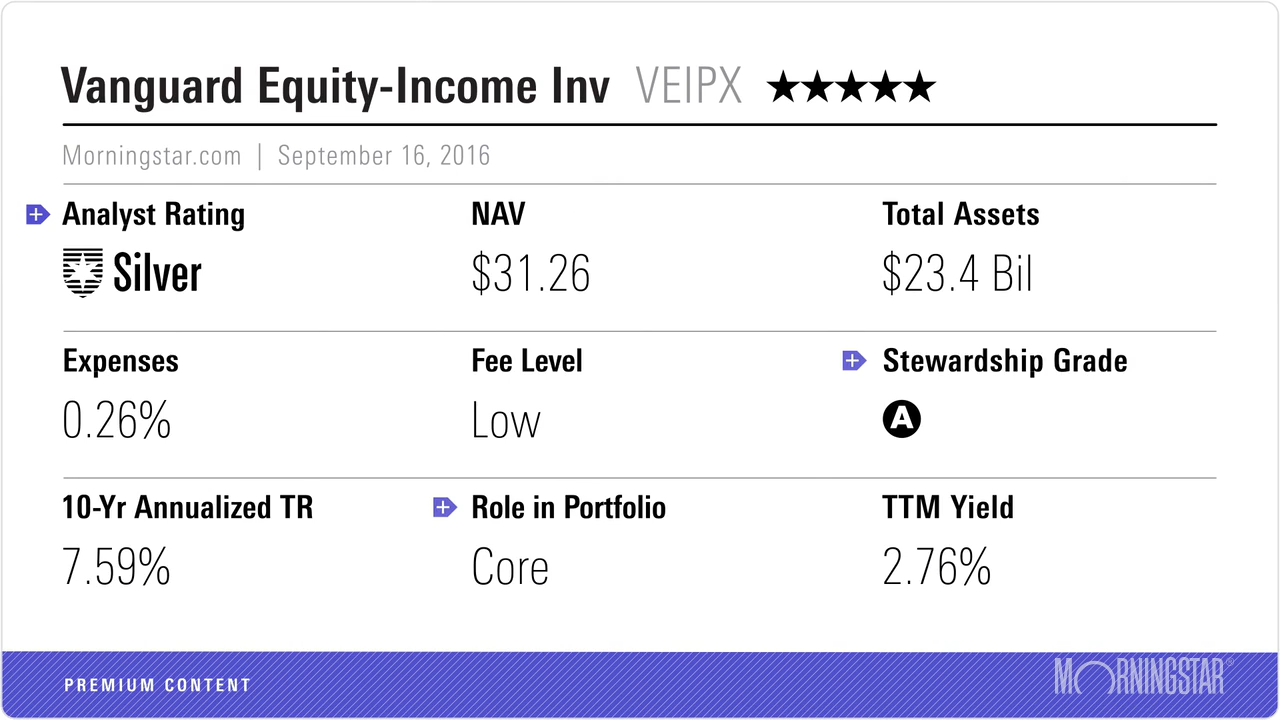 Vanguard Equity-Income Inv VEIPX ★★★★★
Morningstar.com | September 16, 2016
Analyst Rating NAV Total Assets
Silver $31.26 $23.4 Bil
Expenses Fee Level Stewardship Grade
0.26% Low A
10-Yr Annualized TR Role in Portfolio TTM Yield
7.59% Core 2.76%
PREMIUM CONTENT MORNINGSTAR®